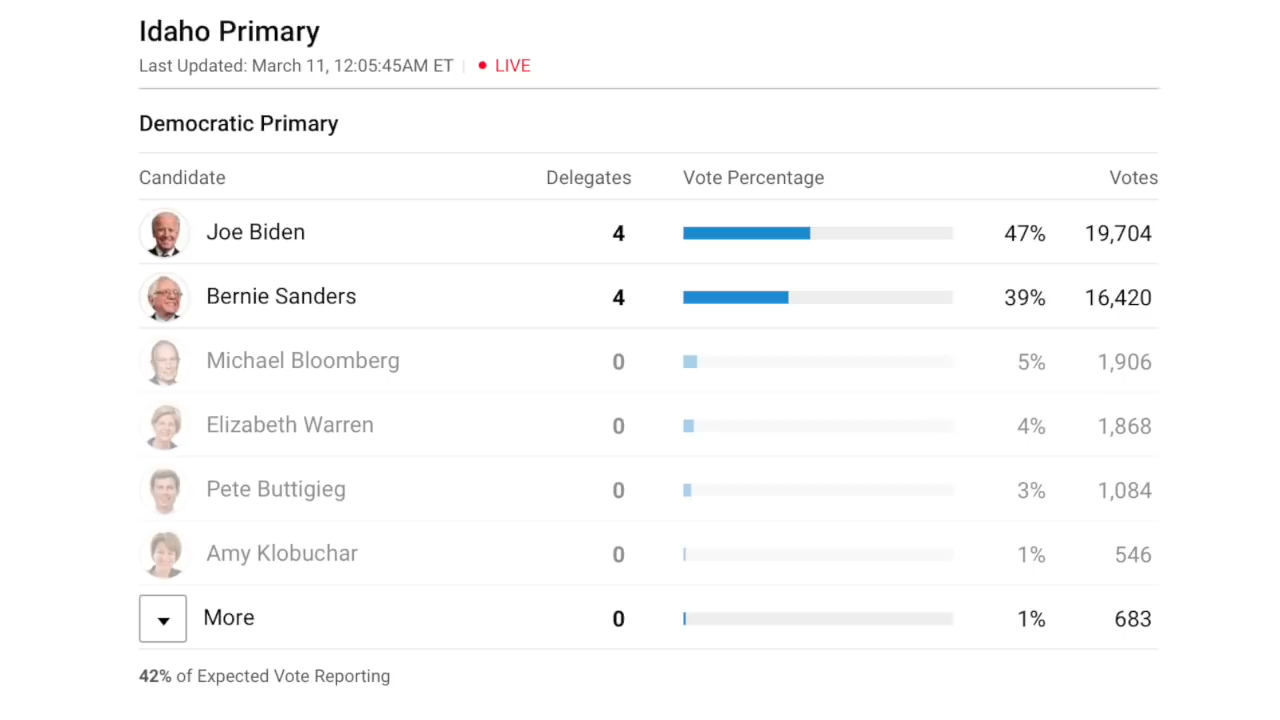 Idaho Primary
Last Updated: March 11, 12:05:45AM ET | • LIVE
Democratic Primary
Candidate Delegates Vote Percentage Votes
Joe Biden 4 47% 19,704
Bernie Sanders 4 39% 16,420
Michael Bloomberg 0 5% 1,906
Elizabeth Warren 0 4% 1,868
Pete Buttigieg 0 3% 1,084
Amy Klobuchar 0 1% 546
More 0 1% 683
42% of Expected Vote Reporting